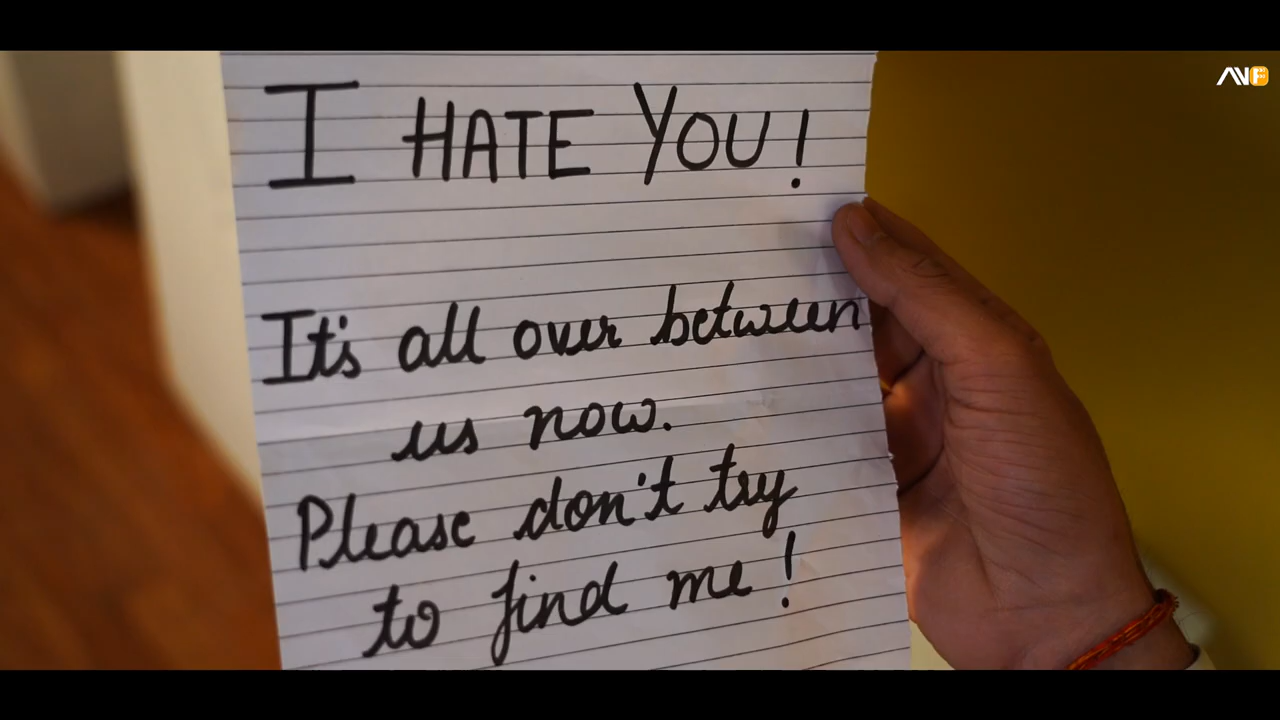 I HATE YOU!
It's all over between
us now.
Please don't try
to find me!